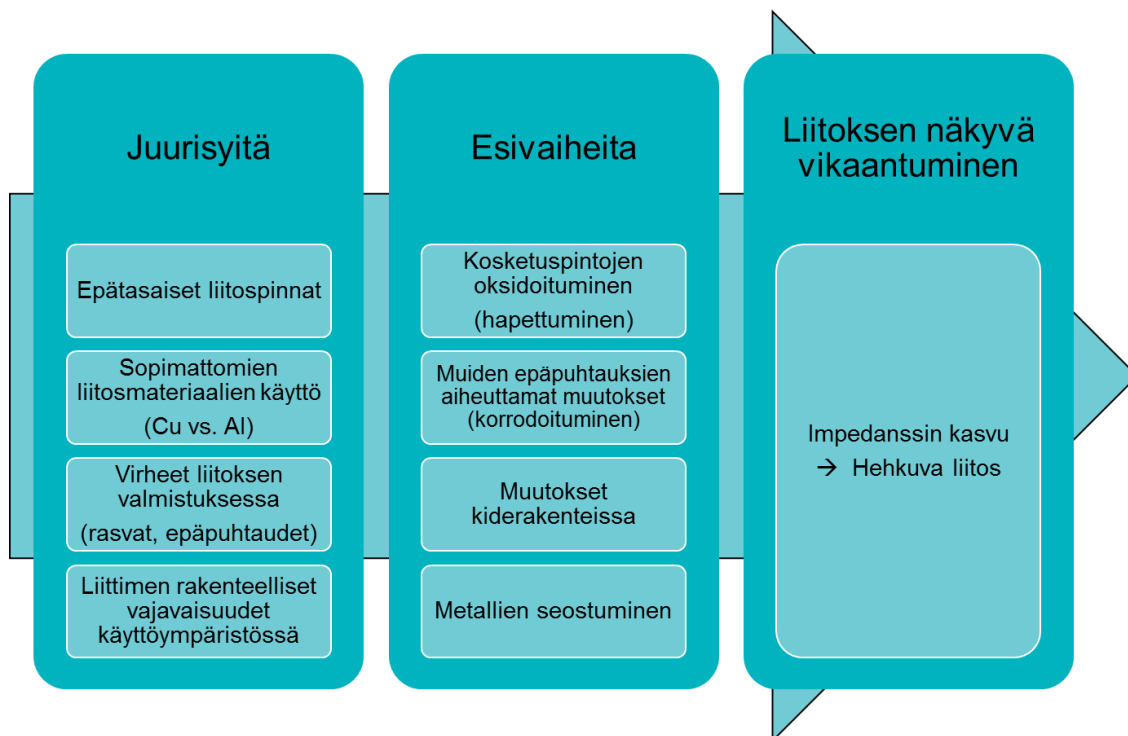 Juurisyitä
Epätasaiset liitospinnat
Sopimattomien
liitosmateriaalien käyttö
(Cu vs. Al)
Virheet liitoksen
valmistuksessa
(rasvat, epäpuhtaudet)
Liittimen rakenteelliset
vajavaisuudet
käyttöympäristössä
Esivaiheita
Kosketuspintojen
oksidoituminen
(hapettuminen)
Muiden epäpuhtauksien
aiheuttamat muutokset
(korrodoituminen)
Muutokset
kiderakenteissa
Metallien seostuminen
Liitoksen näkyvä
vikaantuminen
Impedanssin kasvu
→ Hehkuva liitos